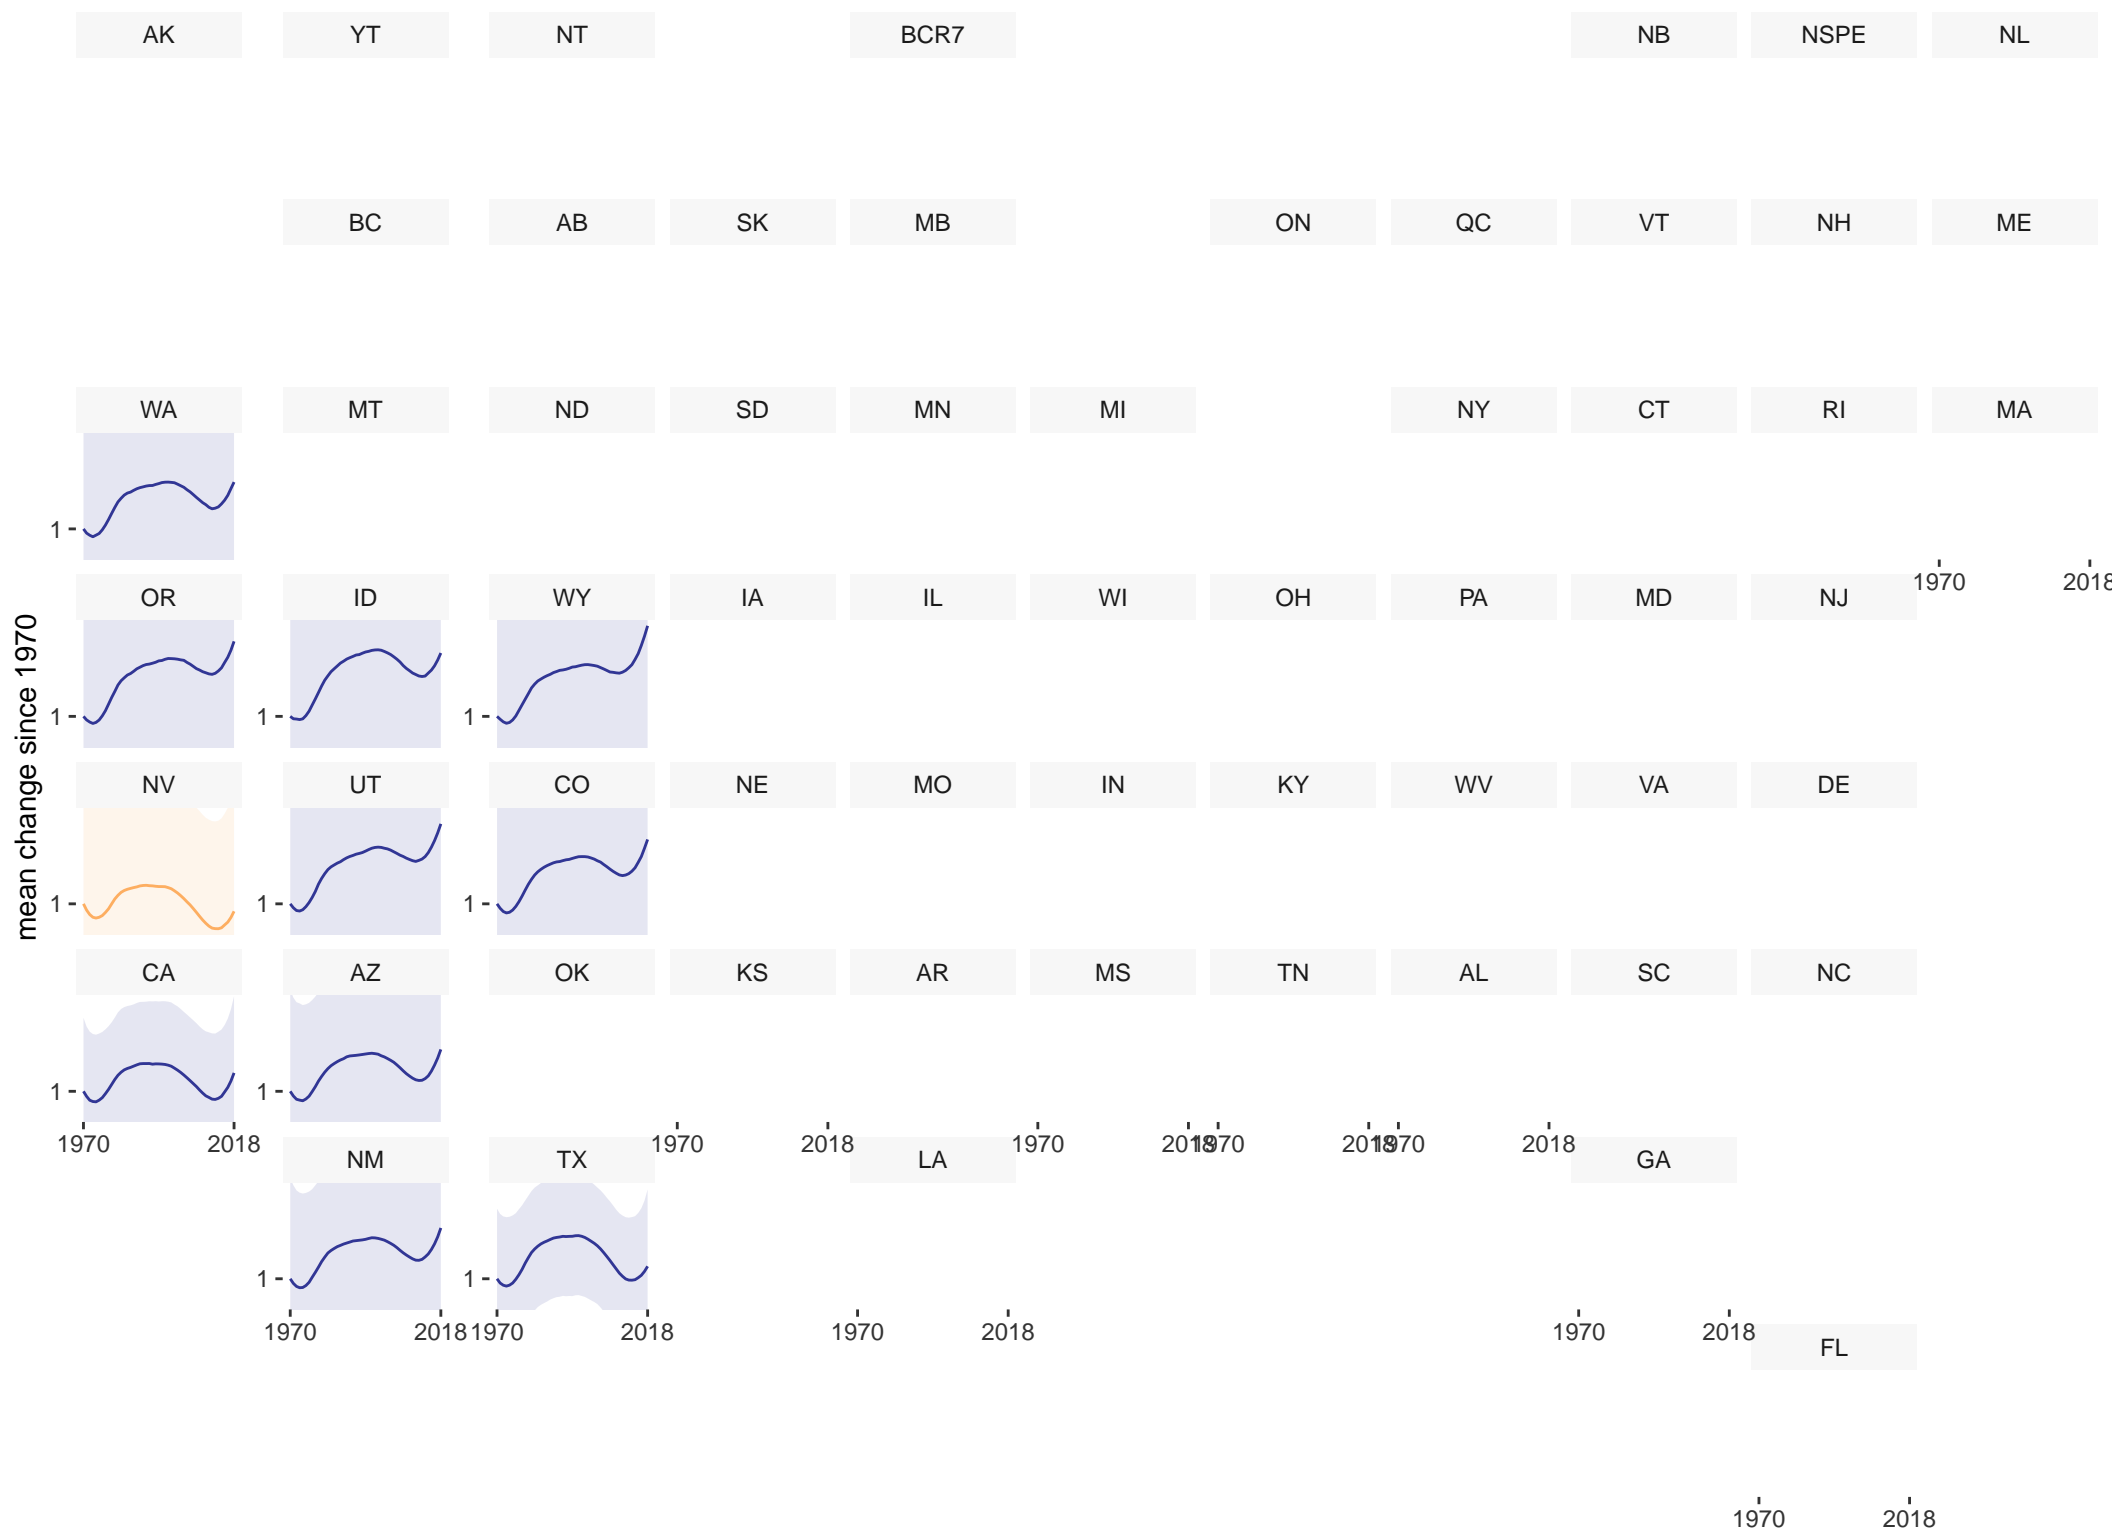 AK YT NT BCR7 NB NSPE NL
BC AB SK MB ON QC VT NH ME
WA MT ND SD MN MI NY CT RI MA
1
1970 2018
OR ID WY IA IL WI OH PA MD NJ
1 1 1
mean change since 1970
NV UT CO NE MO IN KY WV VA DE
1 1 1
CA AZ OK KS AR MS TN AL SC NC
1 1
1970 2018 1970 2018 1970 2018 1970 2018 1970 2018
NM TX LA GA
1 1
1970 2018 1970 2018 1970 2018 1970 2018
FL
1970 2018